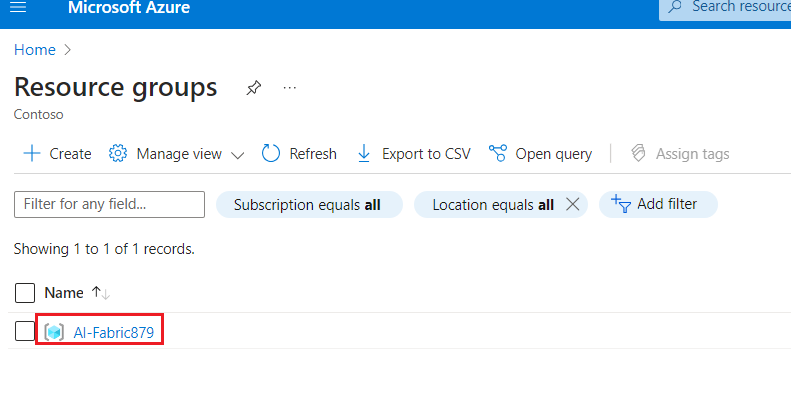 Microsoft Azure
Search resource
Home
Resource groups
Contoso
Create Manage view Refresh Export to CSV Open query Assign tags
Filter for any field... Subscription equals all Location equals all Add filter
Showing 1 to 1 of 1 records.
Name
AI-Fabric879